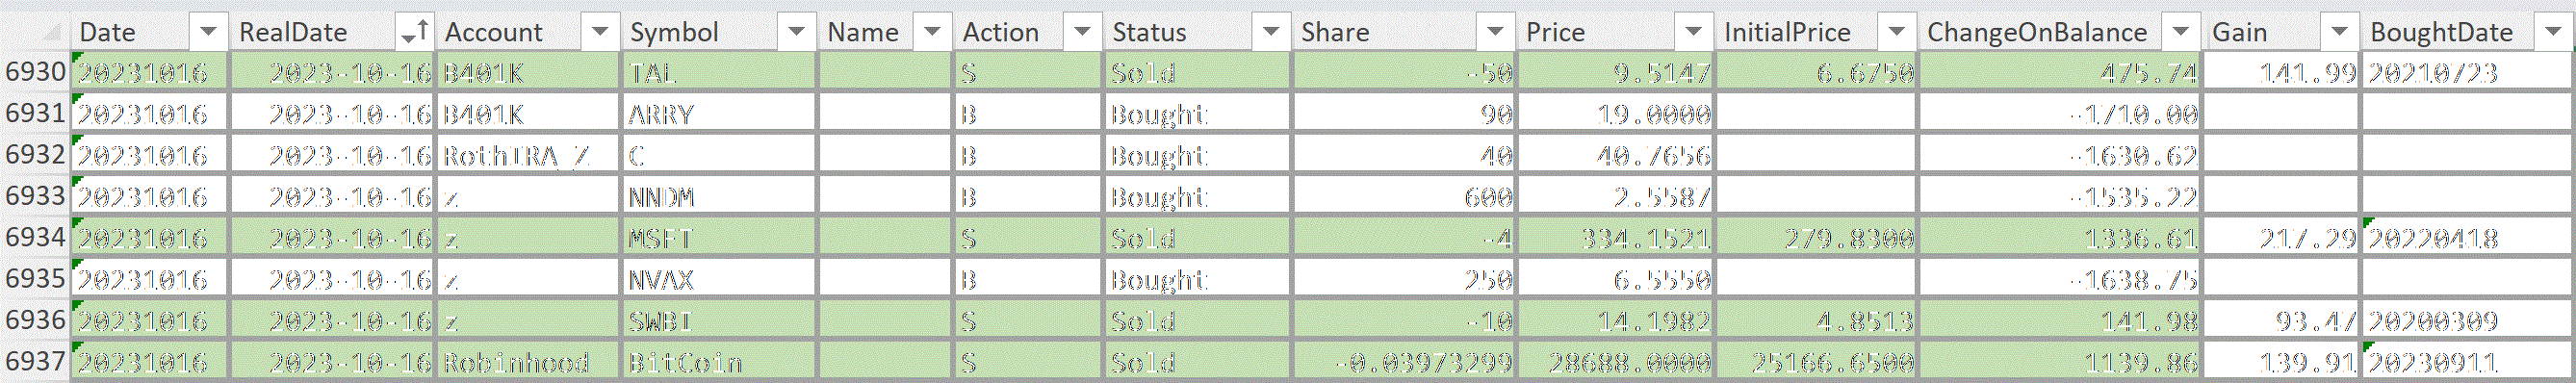 Date RealDate Account Symbol Name Action Status Share Price InitialPrice ChangeOnBalance Gain BoughtDate
6930 20231016 2023-10-16 B401K TAL S Sold -50 9.5147 6.6750 475.74 141.99 20210723
6931 20231016 2023-10-16 B401K ARRY B Bought 90 19.0000 -1710.00
6932 20231016 2023-10-16 RothIRA_Z C B Bought 40 40.7656 -1630.62
6933 20231016 2023-10-16 z NNDM B Bought 600 2.5587 -1535.22
6934 20231016 2023-10-16 z MSFT S Sold -4 334.1521 279.8300 1336.61 217.29 20220418
6935 20231016 2023-10-16 z NVAX B Bought 250 6.5550 -1638.75
6936 20231016 2023-10-16 z SWBI S Sold -10 14.1982 4.8513 141.98 93.47 20200309
6937 20231016 2023-10-16 Robinhood BitCoin S Sold -0.03973299 28688.0000 25166.6500 1139.86 139.91 20230911